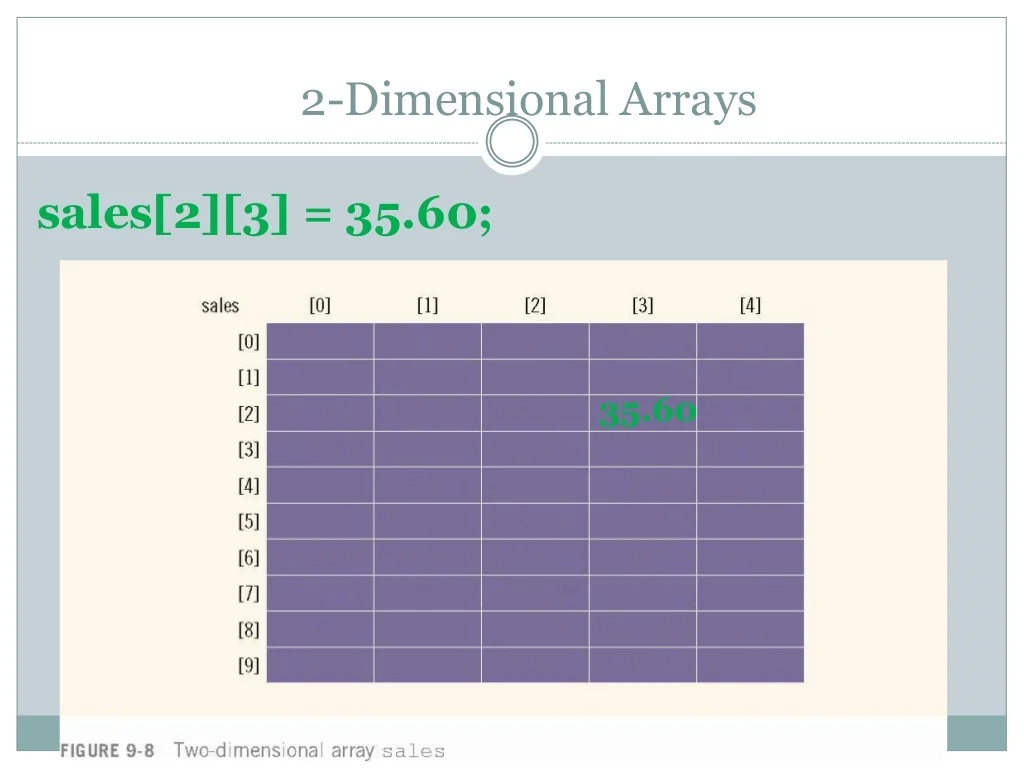 2-Dimensional Arrays
sales[2][3] = 35.60;
sales [0] [1] [2] [3] [4]
[0]
[1]
[2] 35.60
[3]
[4]
[5]
[6]
[7]
[8]
[9]
FIGURE 9-8 Two-dimensional array sales